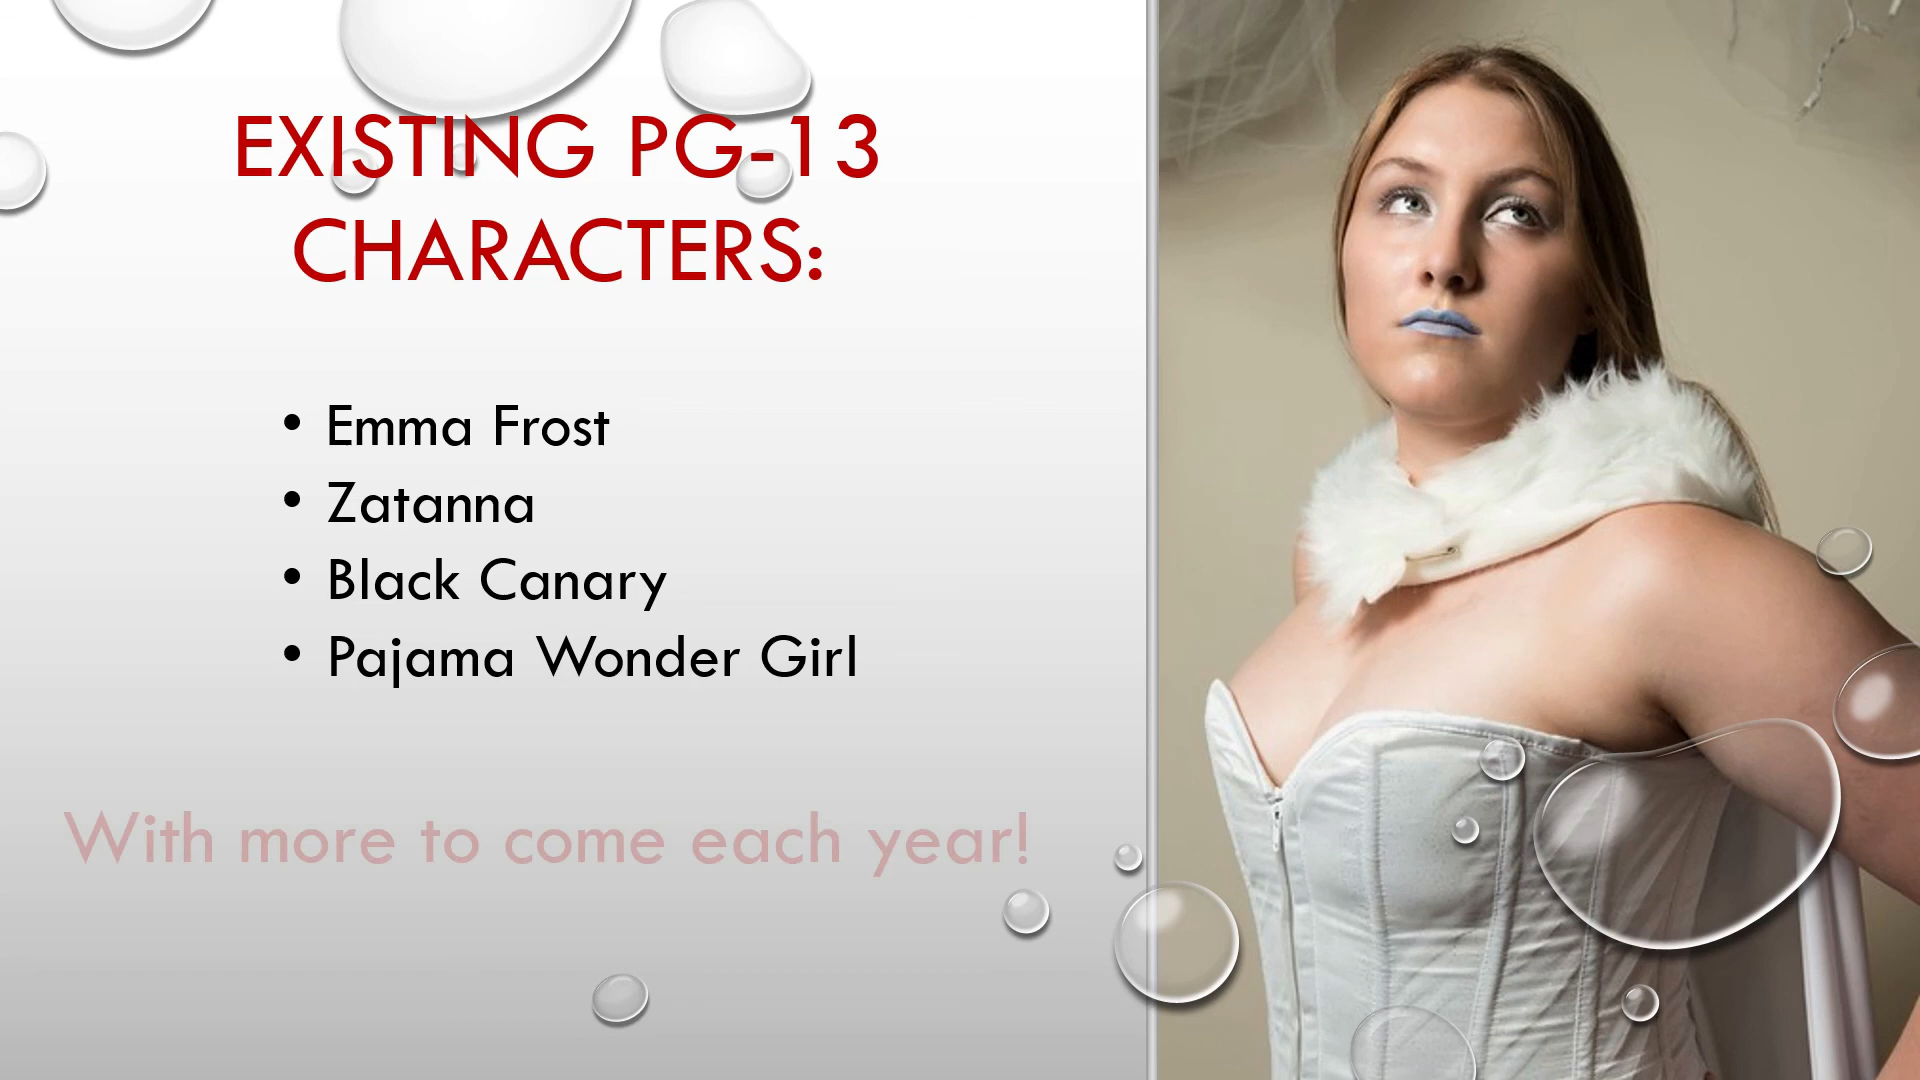 EXISTING PG-13
CHARACTERS:
• Emma Frost
• Zatanna
• Black Canary
• Pajama Wonder Girl
With more to come each year!